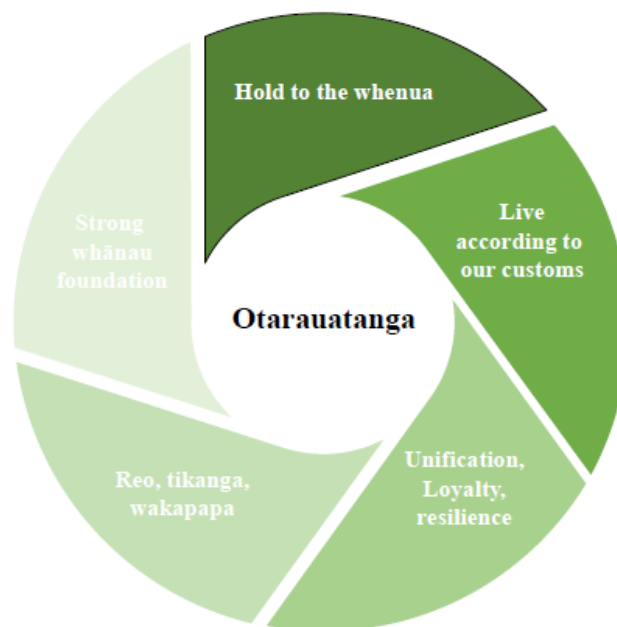 Hold to the whenua
Live
according to
our customs
Strong
whānau
foundation
Otarauatanga
Unification,
Loyalty,
resilience
Reo, tikanga,
wakapapa